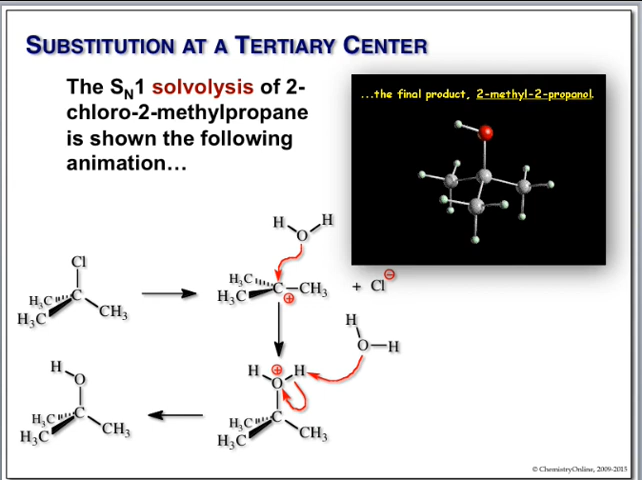 SUBSTITUTION AT A TERTIARY CENTER
The SN1 solvolysis of 2-
chloro-2-methylpropane
is shown the following
animation...
...the final product, 2-methyl-2-propanol.
H H
O
Cl
H₃C
H₃C
CH₃
H₃C
H₃C
C
CH₃
⊕
+ Cl ⊖
H
O
H
H
O
H₃C
H₃C
C
CH₃
H ⊕ H
O
H₃C
H₃C
C
CH₃
© ChemistryOnline, 2009-2015